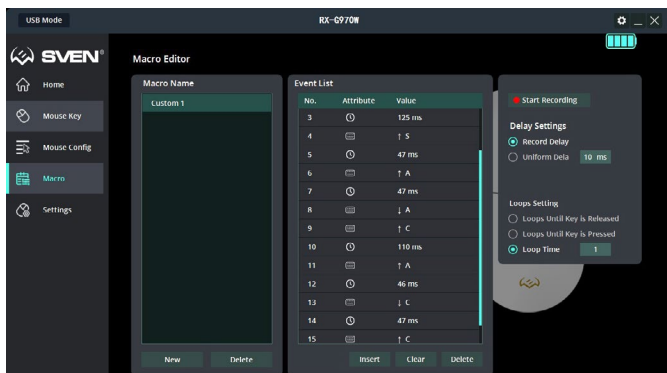 USB Mode
RX-G970W
SVEN®
Home
Mouse Key
Mouse Config
Macro
Settings
Macro Editor
Macro Name
Custom 1
New Delete
Event List
No. Attribute Value
3 125 ms
4 ↑ S
5 47 ms
6 ↑ A
7 47 ms
8 ↓ A
9 ↑ C
10 110 ms
11 ↑ A
12 46 ms
13 ↓ C
14 47 ms
15 ↑ C
Insert Clear Delete
Start Recording
Delay Settings
Record Delay
Uniform Dela 10 ms
Loops Setting
Loops Until Key is Released
Loops Until Key is Pressed
Loop Time 1